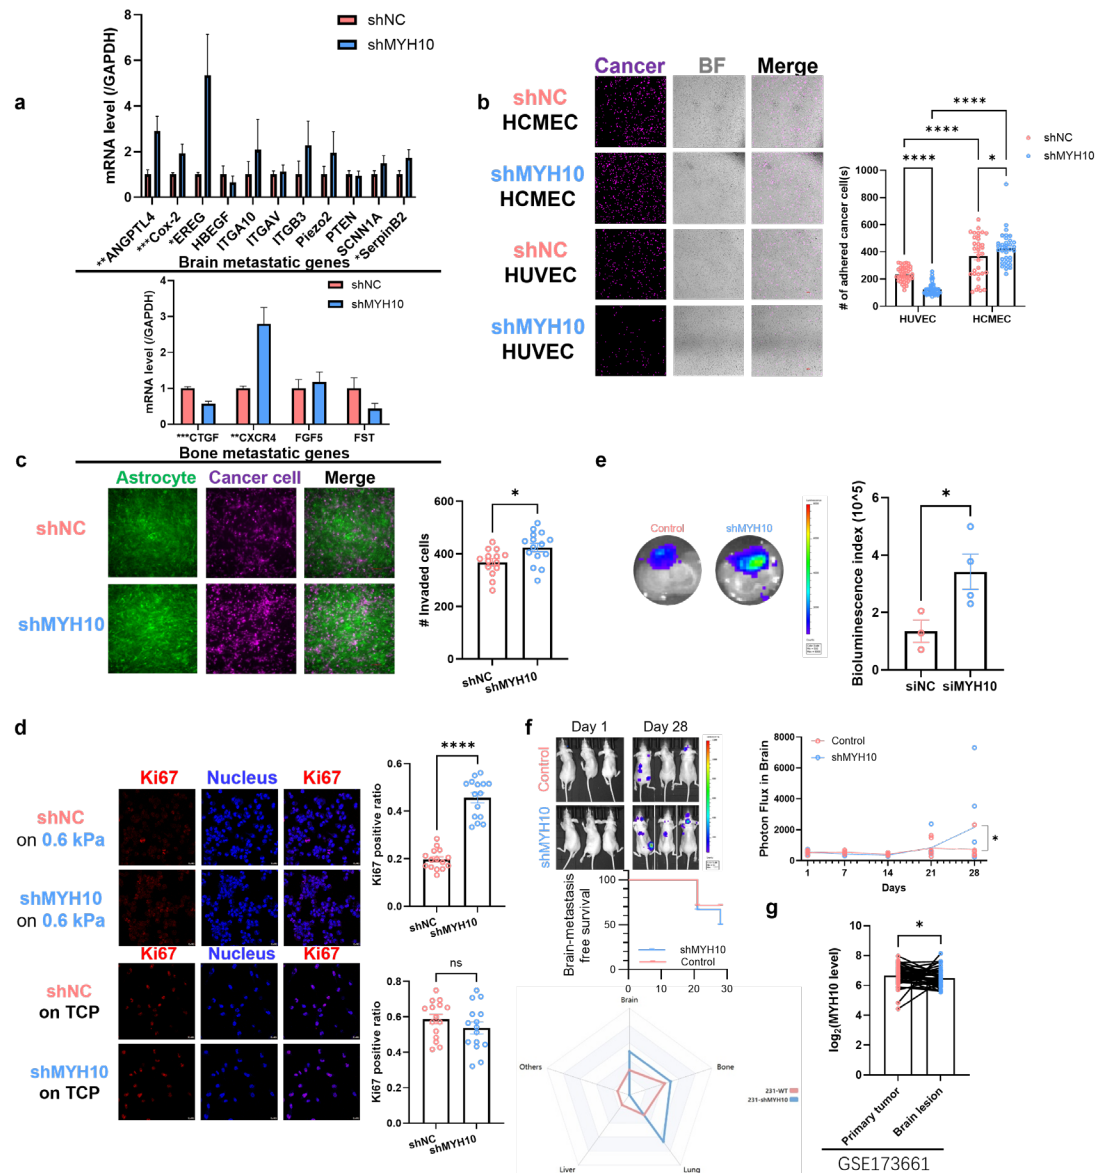 a
mRNA level (/GAPDH)
8
6
4
2
0
shNC
shMYH10
**ANGPTL4
***Cox-2
*EREG
HBEGF
ITGA10
ITGAV
ITGB3
Piezo2
PTEN
SCNN1A
*SerpinB2
Brain metastatic genes
mRNA level (/GAPDH)
4
3
2
1
0
shNC
shMYH10
***CTGF
**CXCR4
FGF5
FST
Bone metastatic genes
b
Cancer BF Merge
shNC
HCMEC
shMYH10
HCMEC
shNC
HUVEC
shMYH10
HUVEC
# of adhered cancer cell(s)
1000
800
600
400
200
0
****
****
****
*
shNC
shMYH10
HUVEC HCMEC
c
Astrocyte Cancer cell Merge
shNC
shMYH10
# Invaded cells
600
400
200
0
*
shNC
shMYH10
d
Ki67 Nucleus Ki67
shNC
on 0.6 kPa
shMYH10
on 0.6 kPa
Ki67 Nucleus Ki67
shNC
on TCP
shMYH10
on TCP
Ki67 positive ratio
0.6
0.4
0.2
0.0
****
shNC
shMYH10
Ki67 positive ratio
0.8
0.6
0.4
0.2
0.0
ns
shNC
shMYH10
e
Control
shMYH10
Bioluminescence index (10^5)
6
4
2
0
*
siNC siMYH10
f
Day 1 Day 28
Control
shMYH10
Photon Flux in Brain
8000
6000
4000
2000
0
Control
shMYH10
*
1 7 14 21 28
Days
Brain-metastasis
free survival
100
50
0
shMYH10
Control
0 10 20 30
Brain
Bone
Lung
Liver
Others
231-WT
231-shMYH10
g
log2(MYH10 level)
10
8
6
4
2
0
*
Primary tumor
Brain lesion
GSE173661